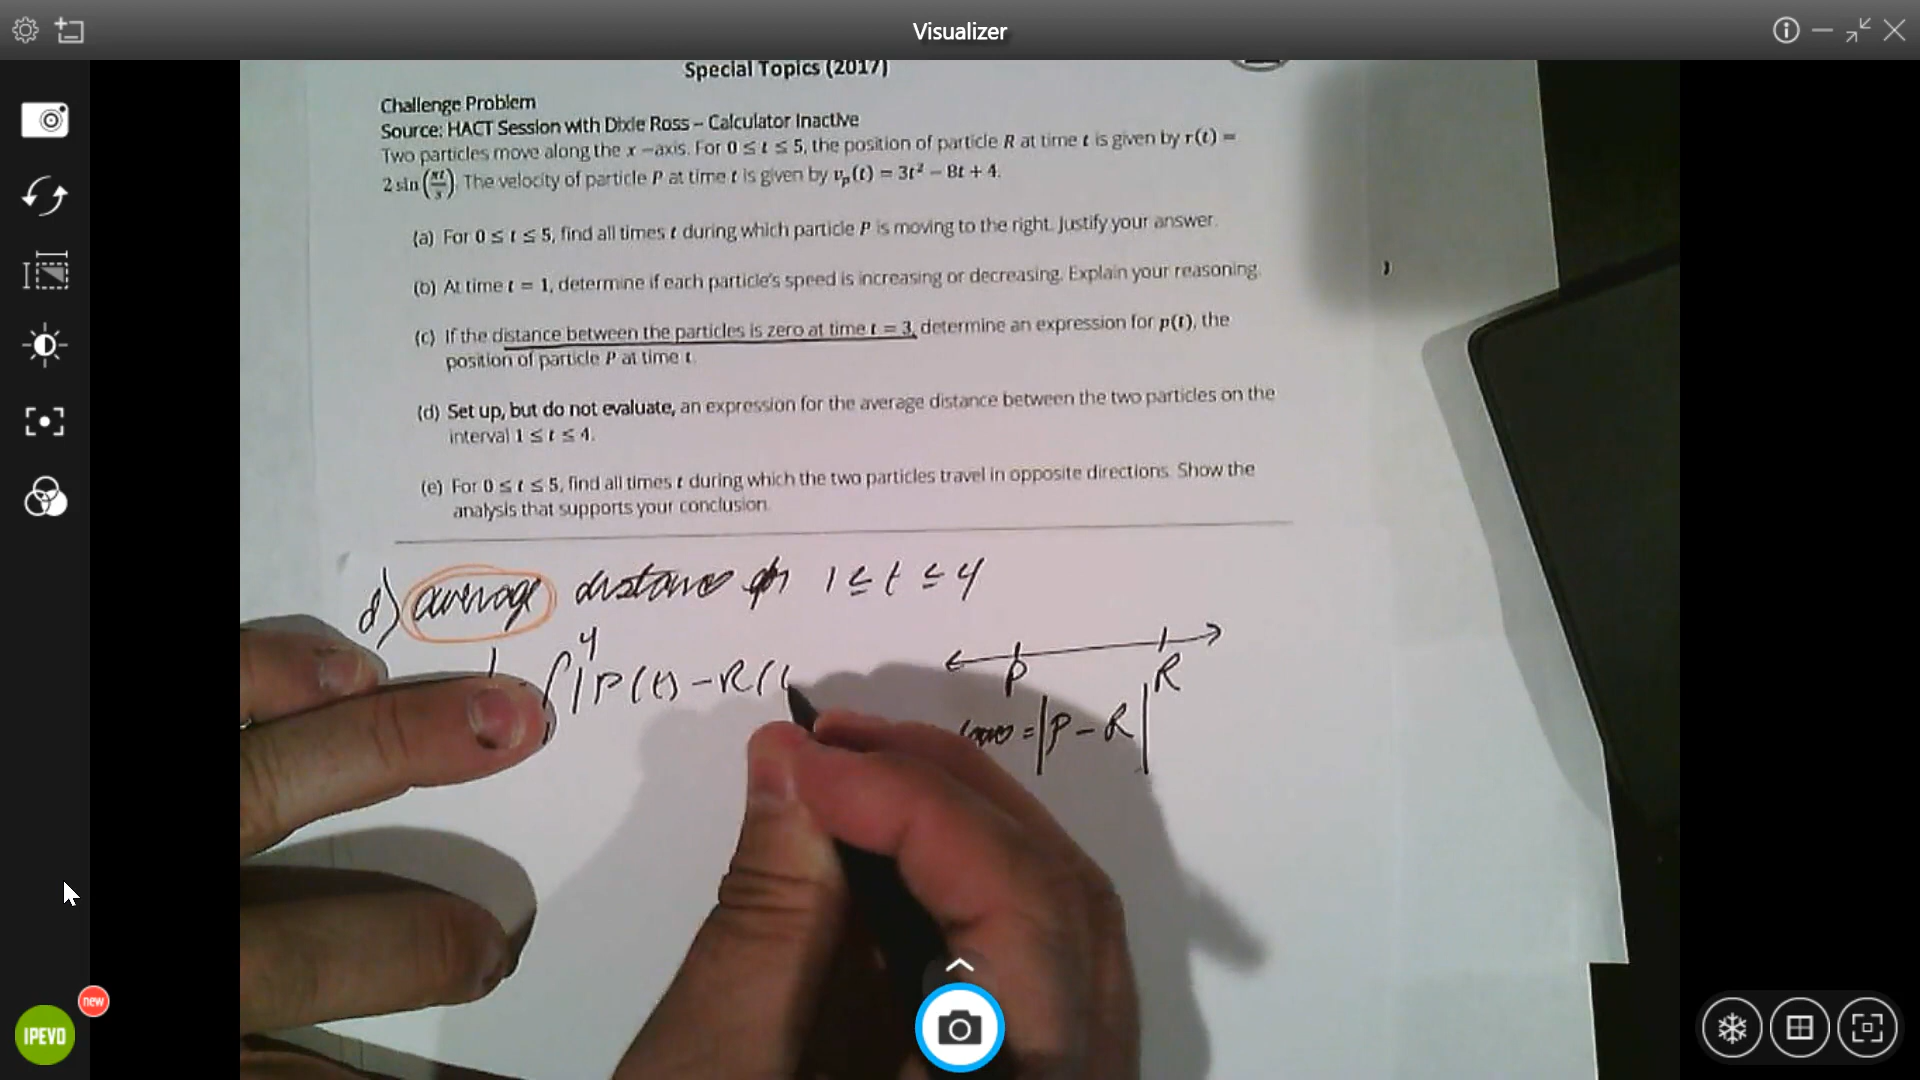 Visualizer
Special Topics (2017)
Challenge Problem
Source: HACT Session with Dixie Ross – Calculator Inactive
Two particles move along the x –axis. For 0 ≤ t ≤ 5, the position of particle R at time t is given by r(t) =
2 sin(πt/3). The velocity of particle P at time t is given by vₚ(t) = 3t² − 8t + 4.
(a) For 0 ≤ t ≤ 5, find all times t during which particle P is moving to the right. Justify your answer.
(b) At time t = 1, determine if each particle's speed is increasing or decreasing. Explain your reasoning.
(c) If the distance between the particles is zero at time t = 3, determine an expression for p(t), the
position of particle P at time t.
(d) Set up, but do not evaluate, an expression for the average distance between the two particles on the
interval 1 ≤ t ≤ 4.
(e) For 0 ≤ t ≤ 5, find all times t during which the two particles travel in opposite directions. Show the
analysis that supports your conclusion.
d) average distance on 1 ≤ t ≤ 4
1 ∫ 4 |P(t) − R(t
P R
= |P − R|
new
IPEVO